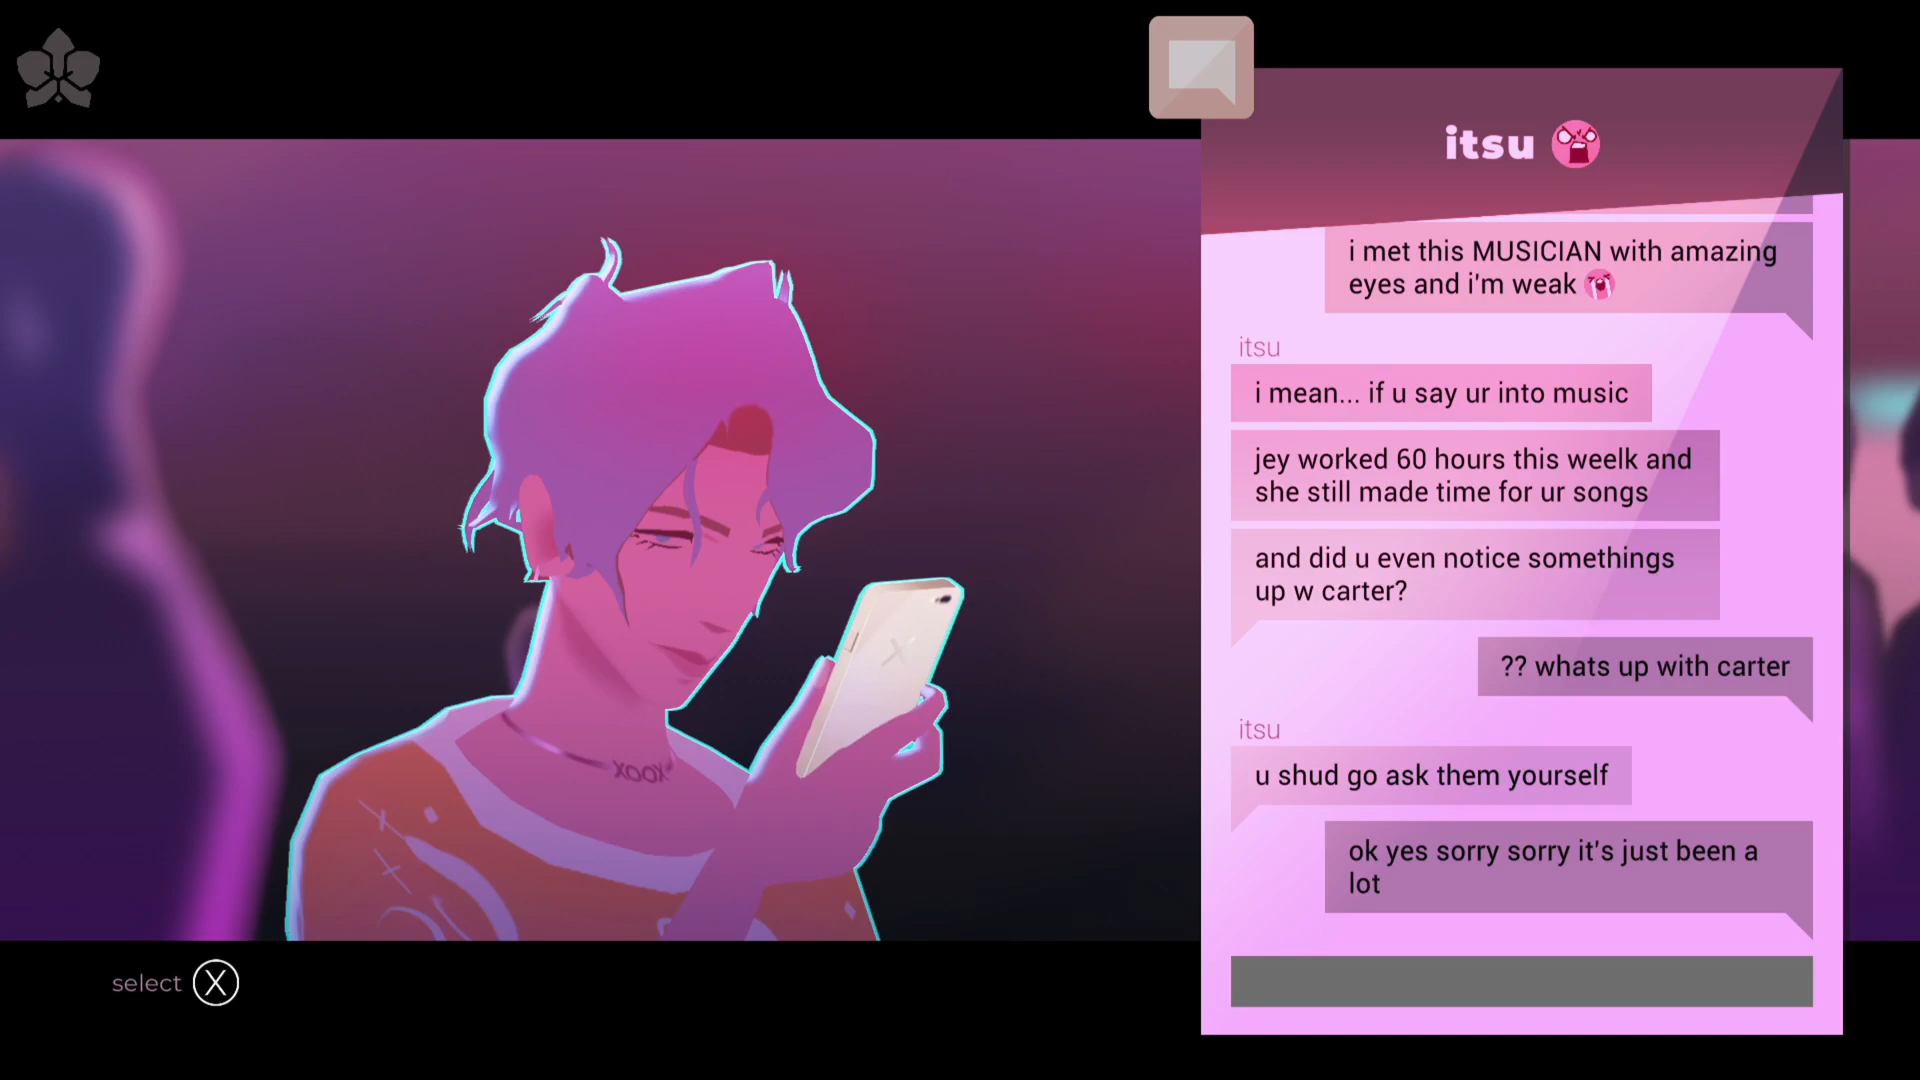 itsu
i met this MUSICIAN with amazing
eyes and i'm weak
itsu
i mean... if u say ur into music
jey worked 60 hours this weelk and
she still made time for ur songs
and did u even notice somethings
up w carter?
?? whats up with carter
itsu
u shud go ask them yourself
ok yes sorry sorry it's just been a
lot
XOOX
select X